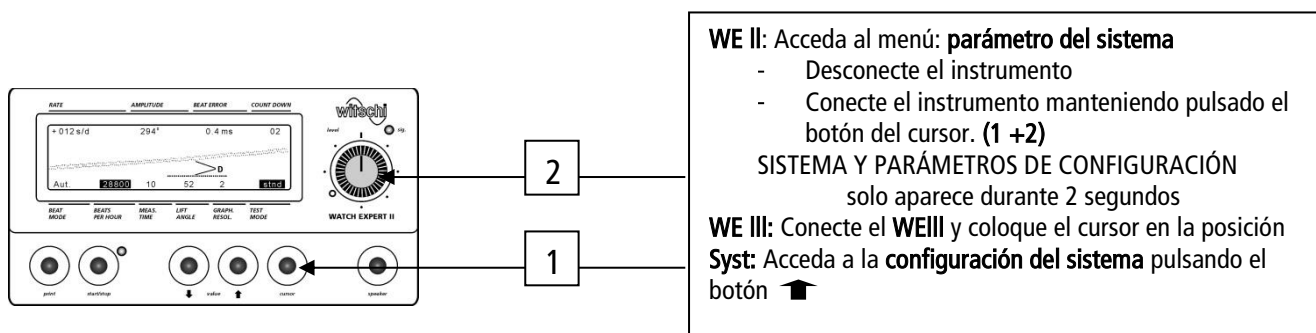 RATE AMPLITUDE BEAT ERROR COUNT DOWN
witschi
level sig.
+012 s/d 294° 0.4 ms 02
D
Aut. 28800 10 52 2 stnd
BEAT MODE BEATS PER HOUR MEAS. TIME LIFT ANGLE GRAPH. RESOL. TEST MODE
WATCH EXPERT II
print start/stop value cursor speaker
2
1
WE II: Acceda al menú: parámetro del sistema
- Desconecte el instrumento
- Conecte el instrumento manteniendo pulsado el
botón del cursor. (1 +2)
SISTEMA Y PARÁMETROS DE CONFIGURACIÓN
solo aparece durante 2 segundos
WE III: Conecte el WEIII y coloque el cursor en la posición
Syst: Acceda a la configuración del sistema pulsando el
botón